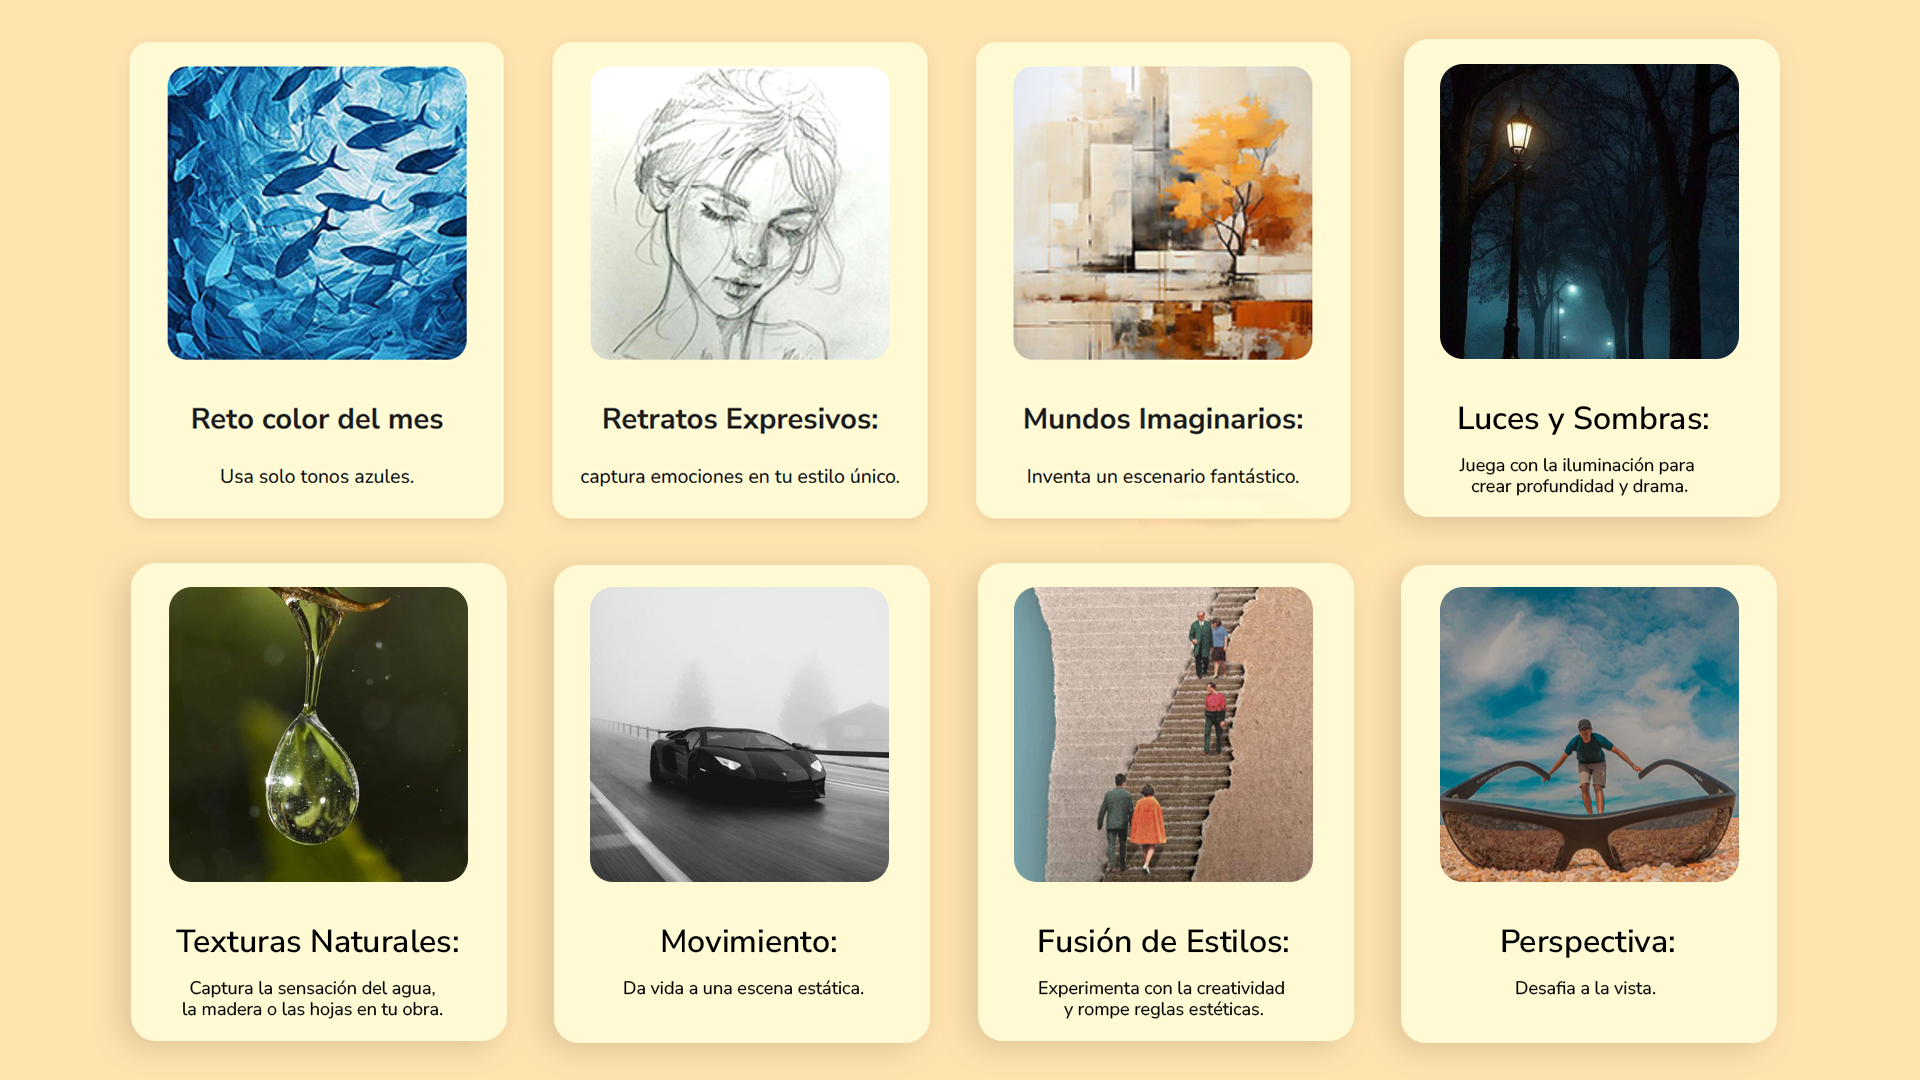 Reto color del mes
Usa solo tonos azules.
Retratos Expresivos:
captura emociones en tu estilo único.
Mundos Imaginarios:
Inventa un escenario fantástico.
Luces y Sombras:
Juega con la iluminación para
crear profundidad y drama.
Texturas Naturales:
Captura la sensación del agua,
la madera o las hojas en tu obra.
Movimiento:
Da vida a una escena estática.
Fusión de Estilos:
Experimenta con la creatividad
y rompe reglas estéticas.
Perspectiva:
Desafia a la vista.